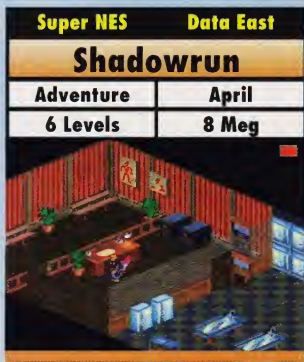 Super NES Data East
Shadowrun
Adventure April
6 Levels 8 Meg